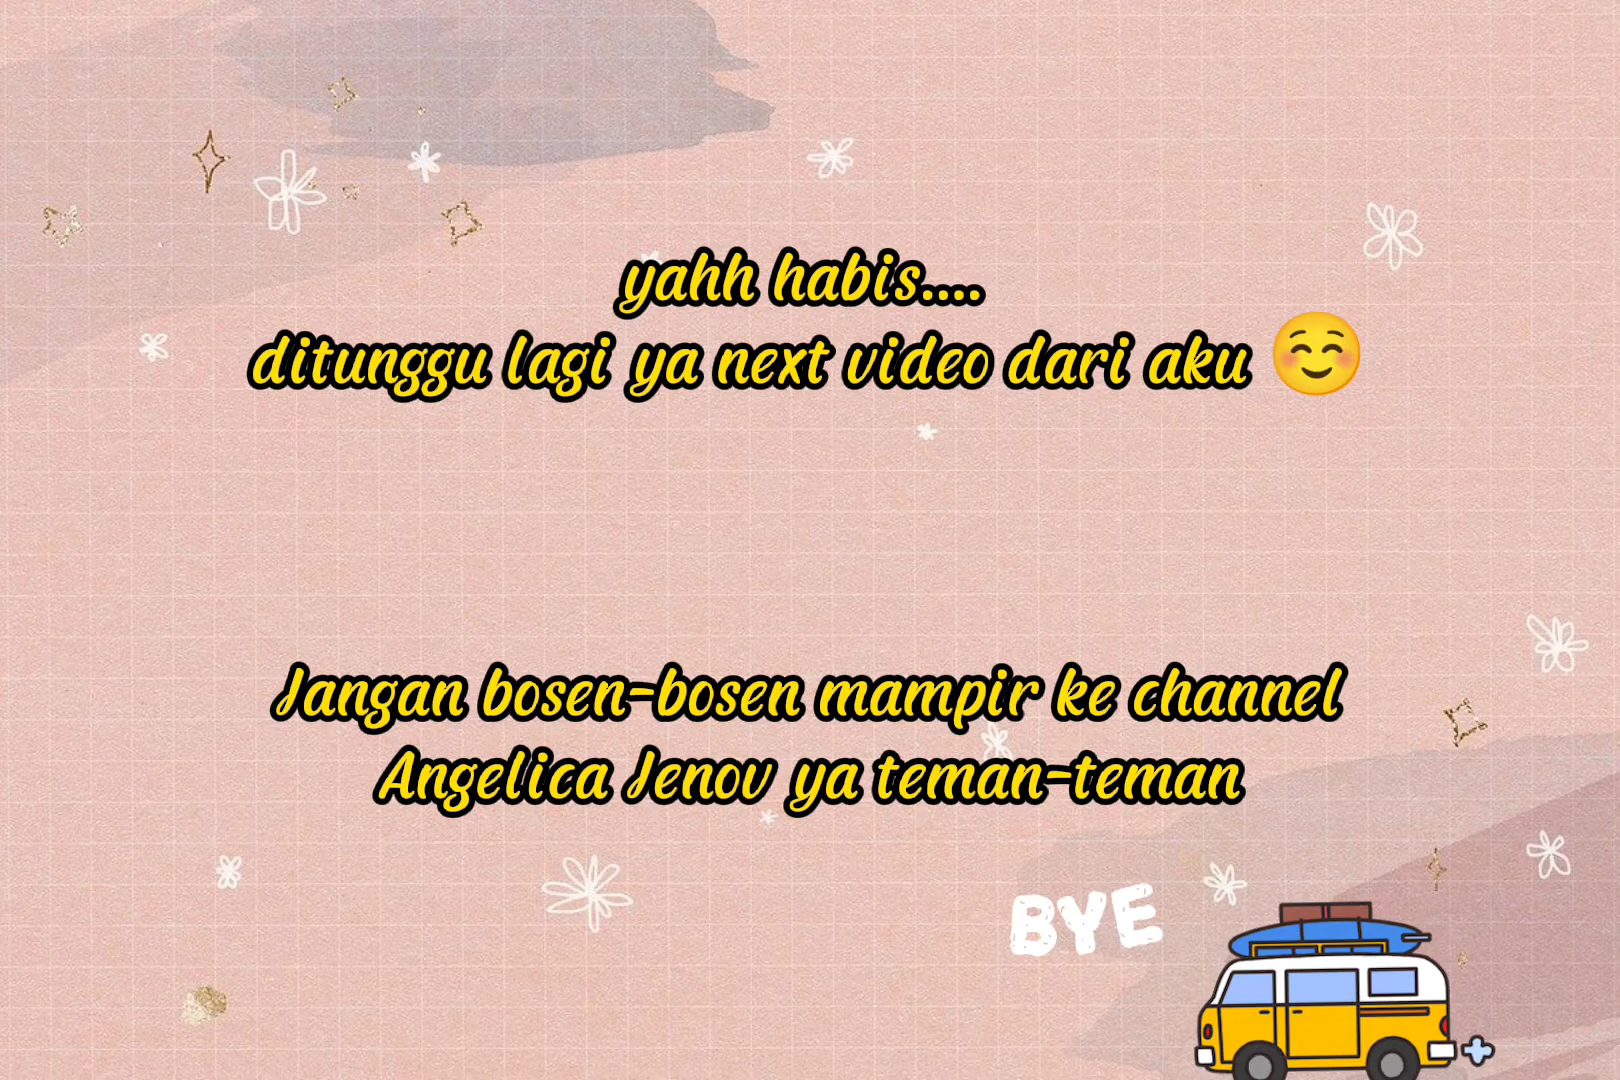 yahh habis....
ditunggu lagi ya next video dari aku ☺️
Jangan bosen-bosen mampir ke channel
Angelica Jenov ya teman-teman
BYE